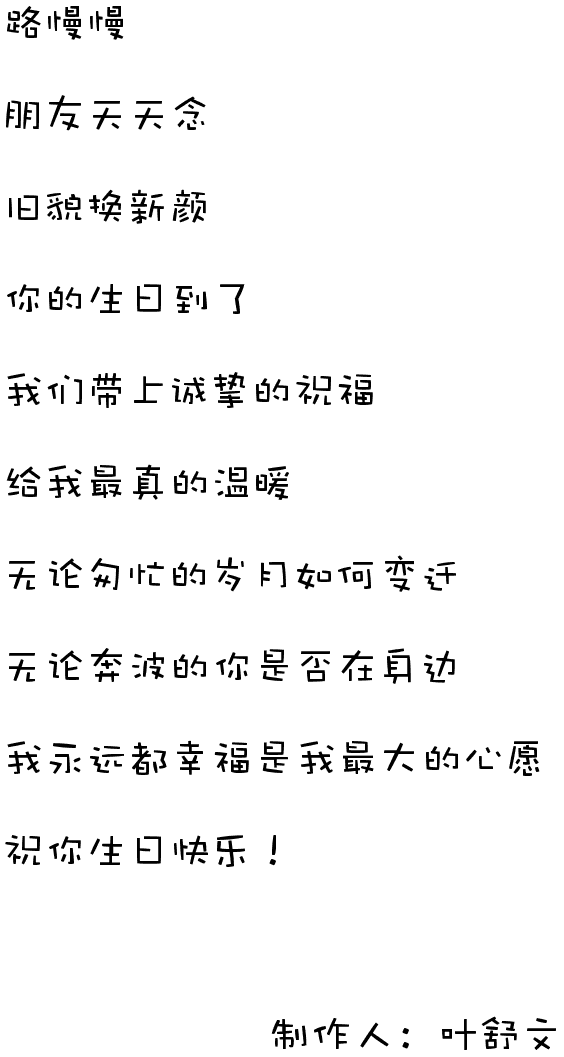 路慢慢
朋友天天念
旧貌换新颜
你的生日到了
我们带上诚挚的祝福
给我最真的温暖
无论匆忙的岁月如何变迁
无论奔波的你是否在身边
我永远都幸福是我最大的心愿
祝你生日快乐！
制作人：叶舒文